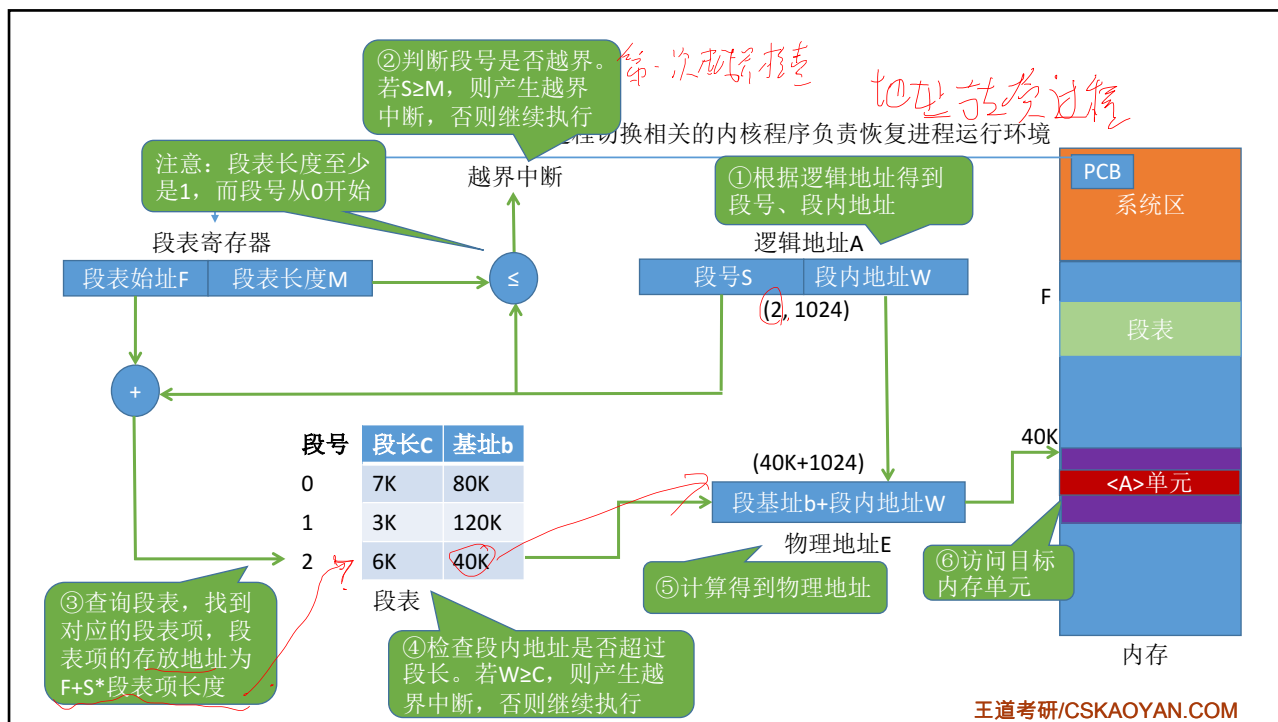 ②判断段号是否越界。
若S≥M，则产生越界
中断，否则继续执行
第一次越界检查
地址转换过程
程切换相关的内核程序负责恢复进程运行环境
注意：段表长度至少
是1，而段号从0开始
越界中断
①根据逻辑地址得到
段号、段内地址
PCB
系统区
段表寄存器
逻辑地址A
段表始址F
段表长度M
≤
段号S
段内地址W
(2, 1024)
F
段表
+
段号
段长C
基址b
0
7K
80K
1
3K
120K
2
6K
40K
段表
(40K+1024)
段基址b+段内地址W
物理地址E
40K
<A>单元
③查询段表，找到
对应的段表项，段
表项的存放地址为
F+S*段表项长度
④检查段内地址是否超过
段长。若W≥C，则产生越
界中断，否则继续执行
⑤计算得到物理地址
⑥访问目标
内存单元
内存
王道考研/CSKAOYAN.COM